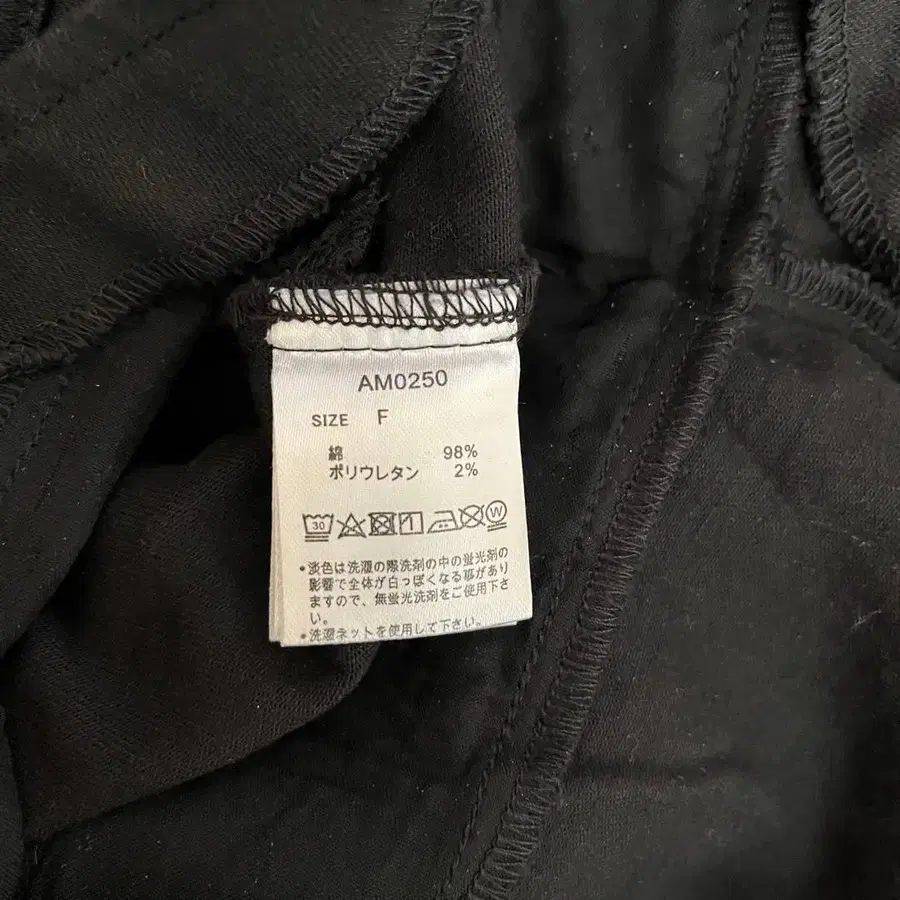 AM0250
SIZE F
綿 98%
ポリウレタン 2%
30 W
•淡色は洗濯の際洗剤の中の蛍光剤の
影響で全体が白っぽくなる事があり
ますので、無蛍光洗剤をご使用下さ
い。
•洗濯ネットを使用して下さい。